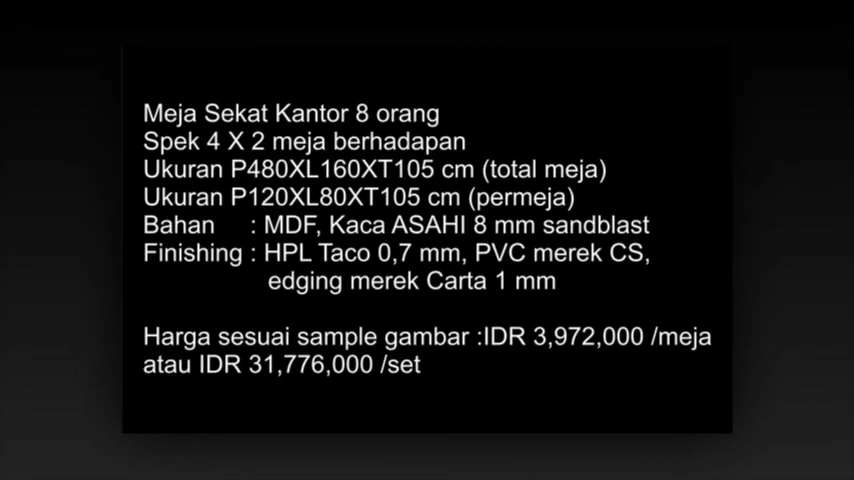 Meja Sekat Kantor 8 orang
Spek 4 X 2 meja berhadapan
Ukuran P480XL160XT105 cm (total meja)
Ukuran P120XL80XT105 cm (permeja)
Bahan : MDF, Kaca ASAHI 8 mm sandblast
Finishing : HPL Taco 0,7 mm, PVC merek CS,
edging merek Carta 1 mm
Harga sesuai sample gambar :IDR 3,972,000 /meja
atau IDR 31,776,000 /set